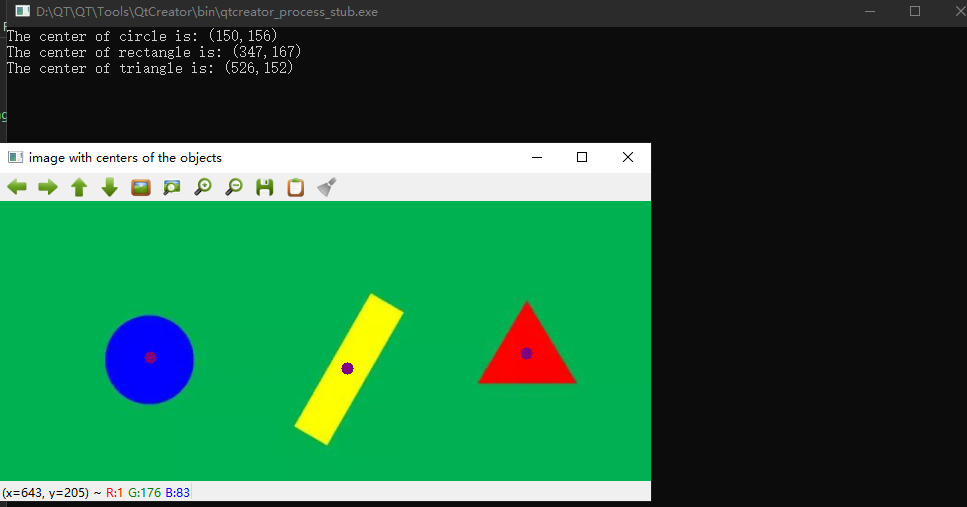 D:\QT\QT\Tools\QtCreator\bin\qtcreator_process_stub.exe
The center of circle is: (150,156)
The center of rectangle is: (347,167)
The center of triangle is: (526,152)
image with centers of the objects
(x=643, y=205) ~ R:1 G:176 B:83